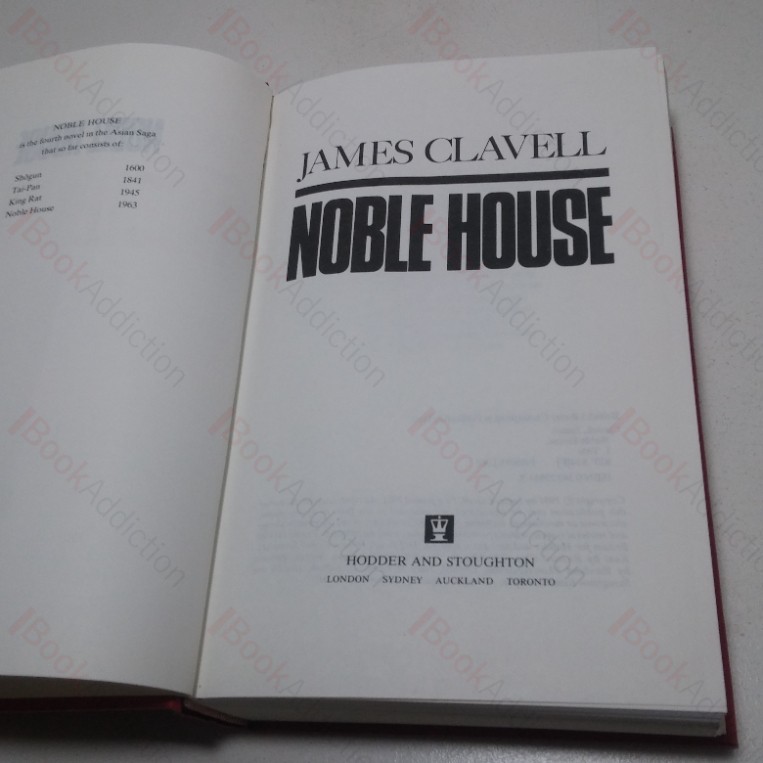 NOBLE HOUSE
is the fourth novel in the Asian Saga
that so far consists of:
Shōgun 1600
Tai-Pan 1841
King Rat 1945
Noble House 1963
JAMES CLAVELL
NOBLE HOUSE
HODDER AND STOUGHTON
LONDON SYDNEY AUCKLAND TORONTO
BookAddiction